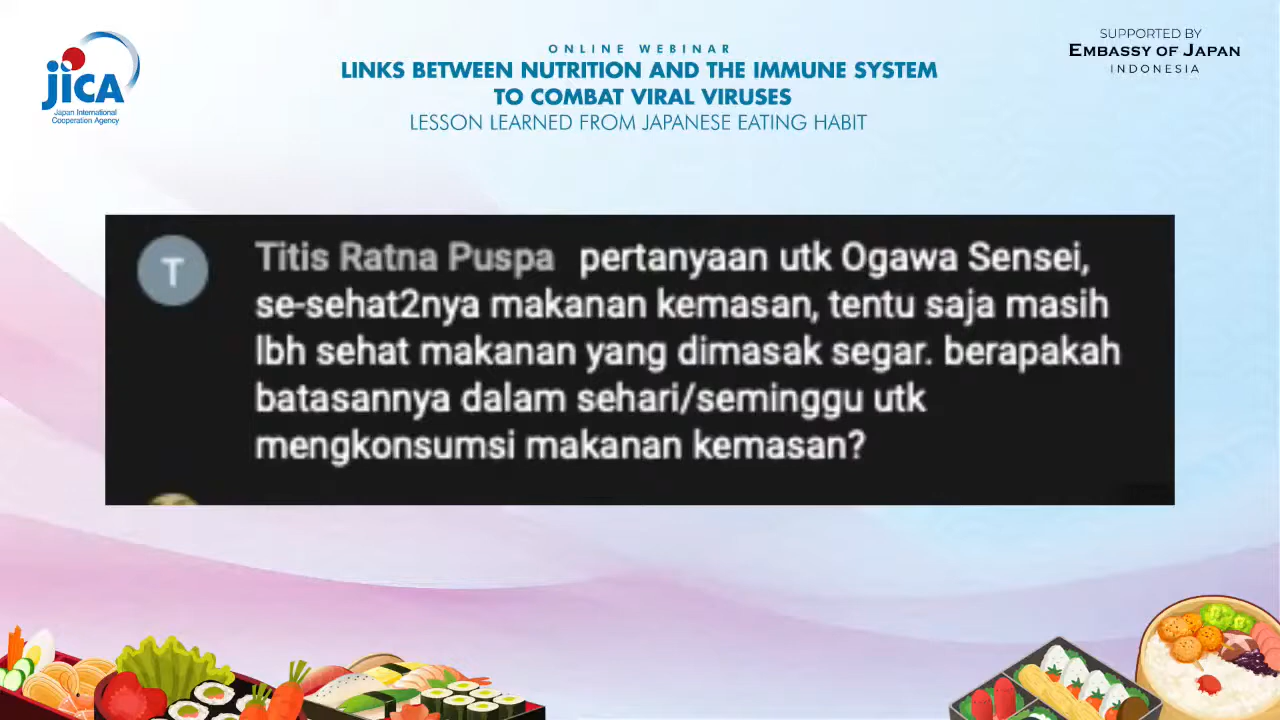 JICA
Japan International
Cooperation Agency
ONLINE WEBINAR
LINKS BETWEEN NUTRITION AND THE IMMUNE SYSTEM
TO COMBAT VIRAL VIRUSES
LESSON LEARNED FROM JAPANESE EATING HABIT
SUPPORTED BY
EMBASSY OF JAPAN
INDONESIA
T
Titis Ratna Puspa pertanyaan utk Ogawa Sensei,
se-sehat2nya makanan kemasan, tentu saja masih
lbh sehat makanan yang dimasak segar. berapakah
batasannya dalam sehari/seminggu utk
mengkonsumsi makanan kemasan?